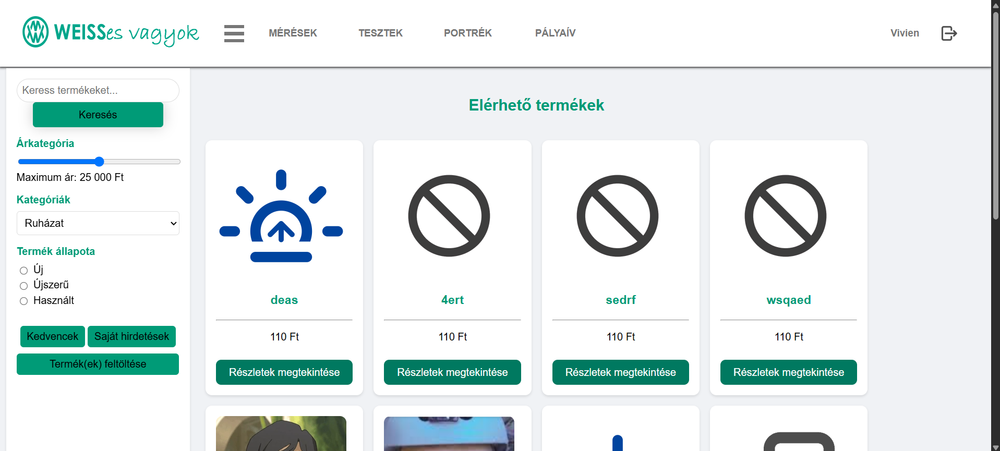 WEISSes vagyok
MÉRÉSEK
TESZTEK
PORTRÉK
PÁLYAÍV
Vivien
Keress termékeket...
Keresés
Árkategória
Maximum ár: 25 000 Ft
Kategóriák
Ruházat
Termék állapota
Új
Újszerű
Használt
Kedvencek
Saját hirdetések
Termék(ek) feltöltése
Elérhető termékek
deas
110 Ft
Részletek megtekintése
4ert
110 Ft
Részletek megtekintése
sedrf
110 Ft
Részletek megtekintése
wsqaed
110 Ft
Részletek megtekintése